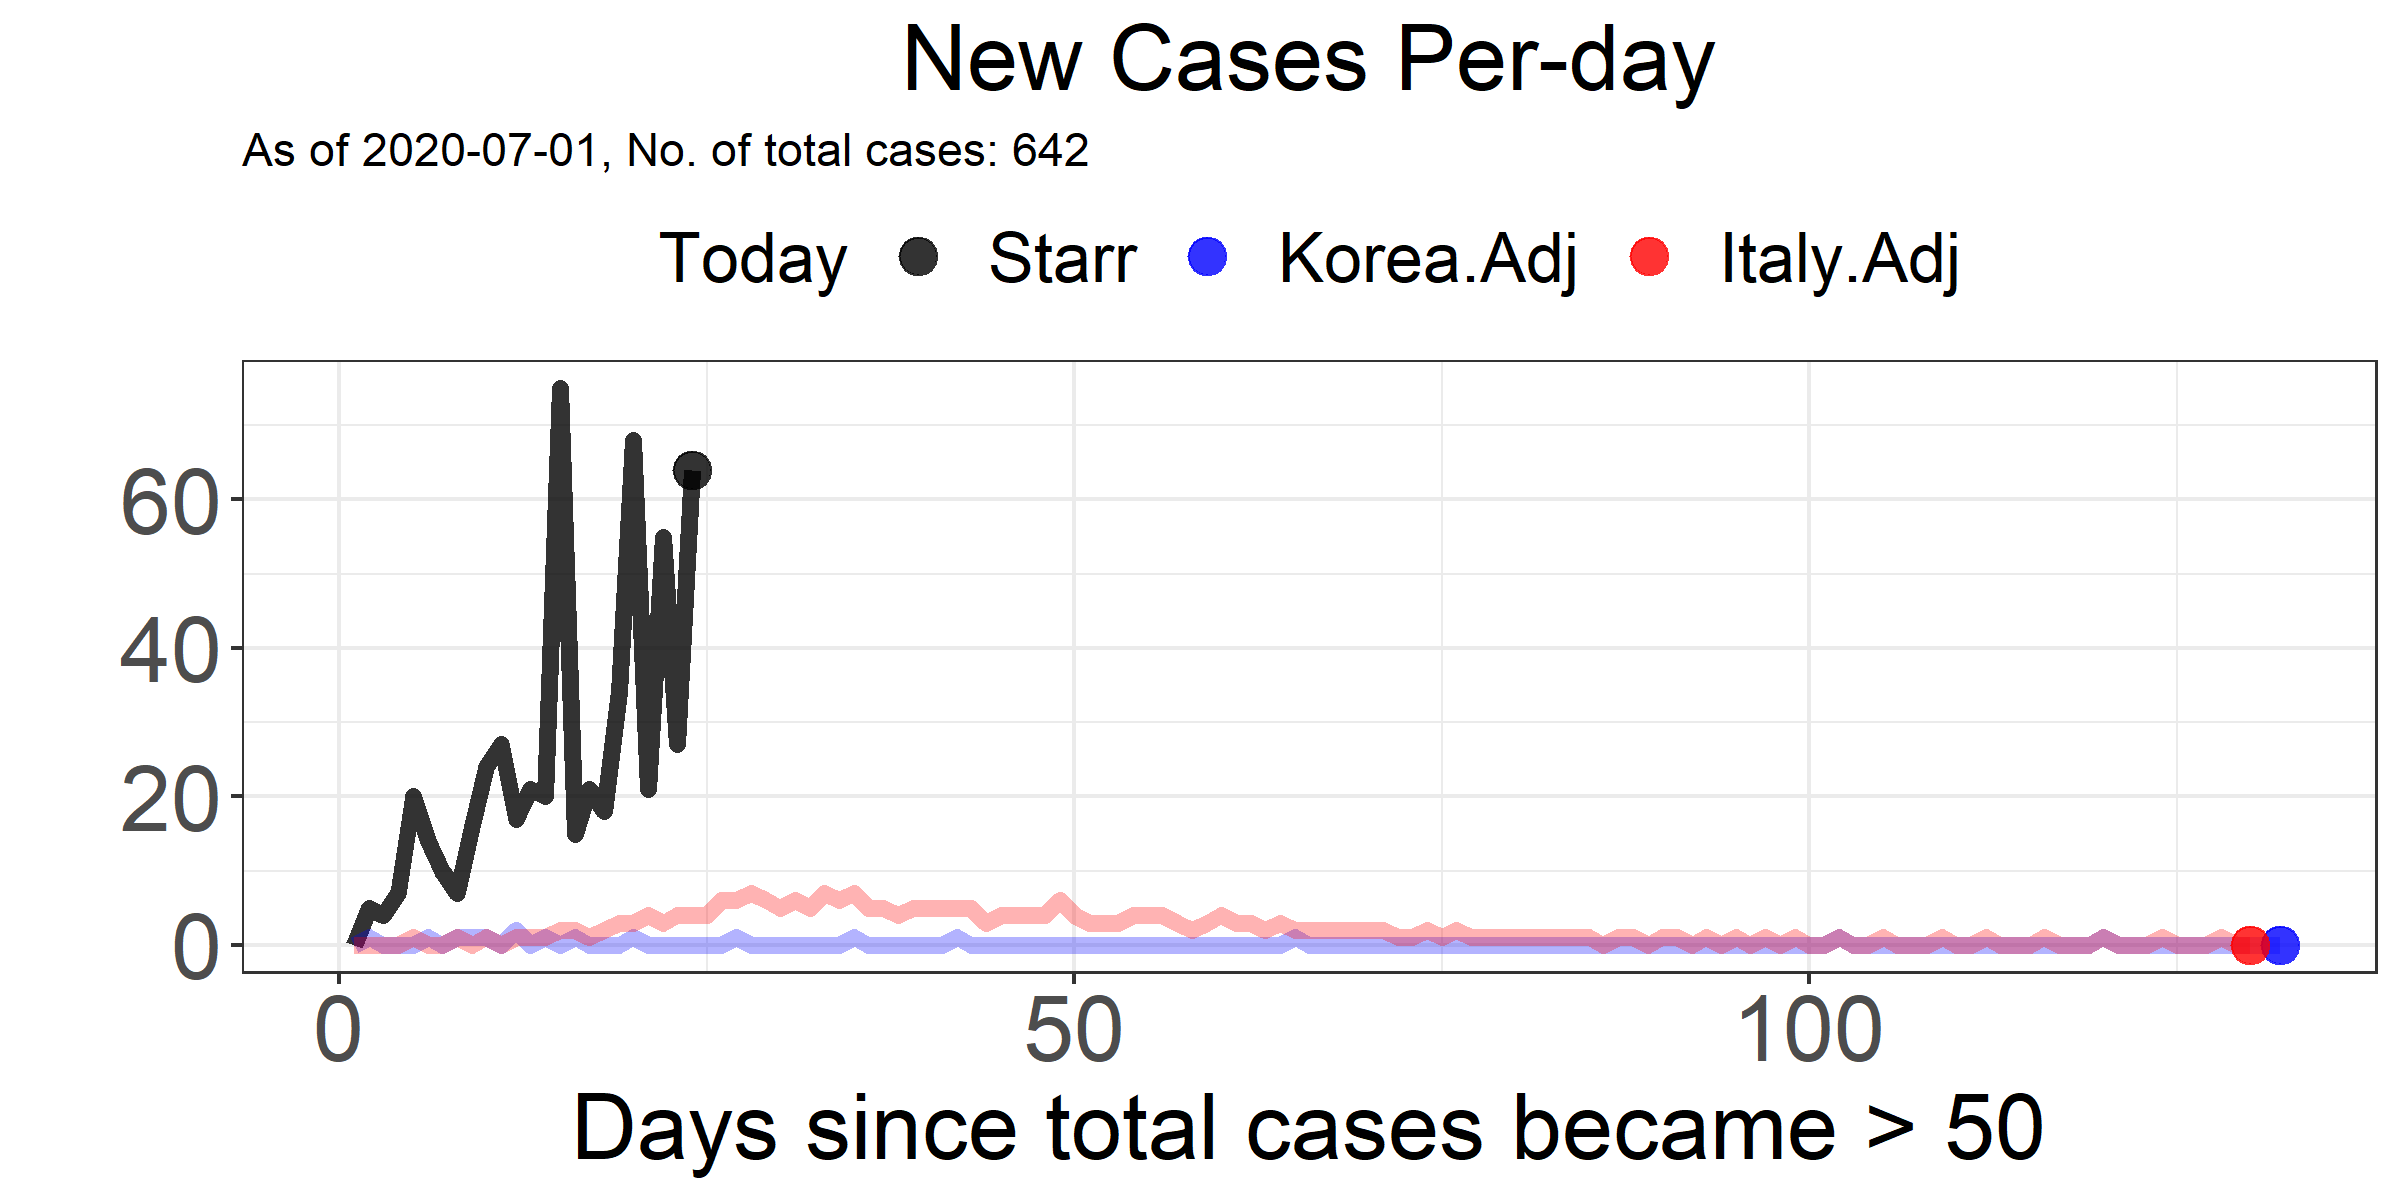 New Cases Per-day
As of 2020-07-01, No. of total cases: 642
Today Starr Korea.Adj Italy.Adj
60
40
20
0
0 50 100
Days since total cases became > 50